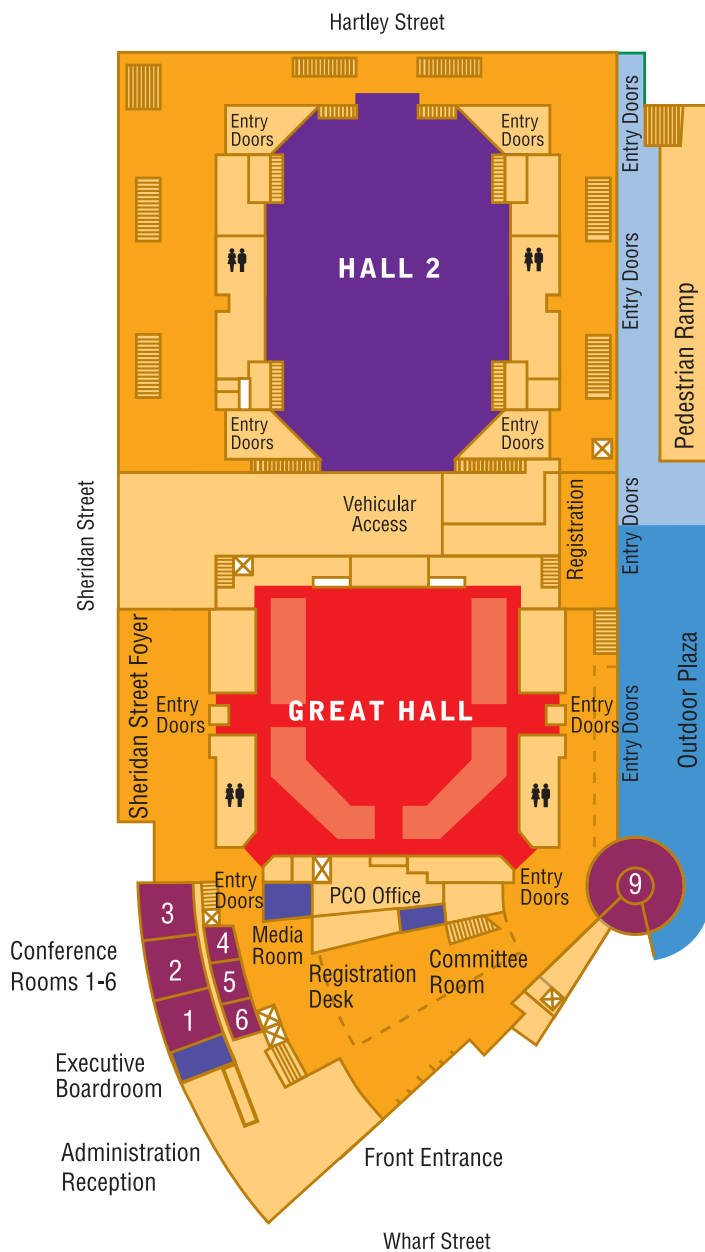 Hartley Street
Entry
Doors
Entry
Doors
Entry Doors
HALL 2
Entry Doors
Pedestrian Ramp
Entry
Doors
Entry
Doors
Sheridan Street
Vehicular
Access
Registration
Entry Doors
Sheridan Street Foyer
Entry
Doors
GREAT HALL
Entry
Doors
Entry Doors
Outdoor Plaza
Entry
Doors
PCO Office
Entry
Doors
9
3
2
1
4
5
6
Conference
Rooms 1-6
Media
Room
Registration
Desk
Committee
Room
Executive
Boardroom
Administration
Reception
Front Entrance
Wharf Street